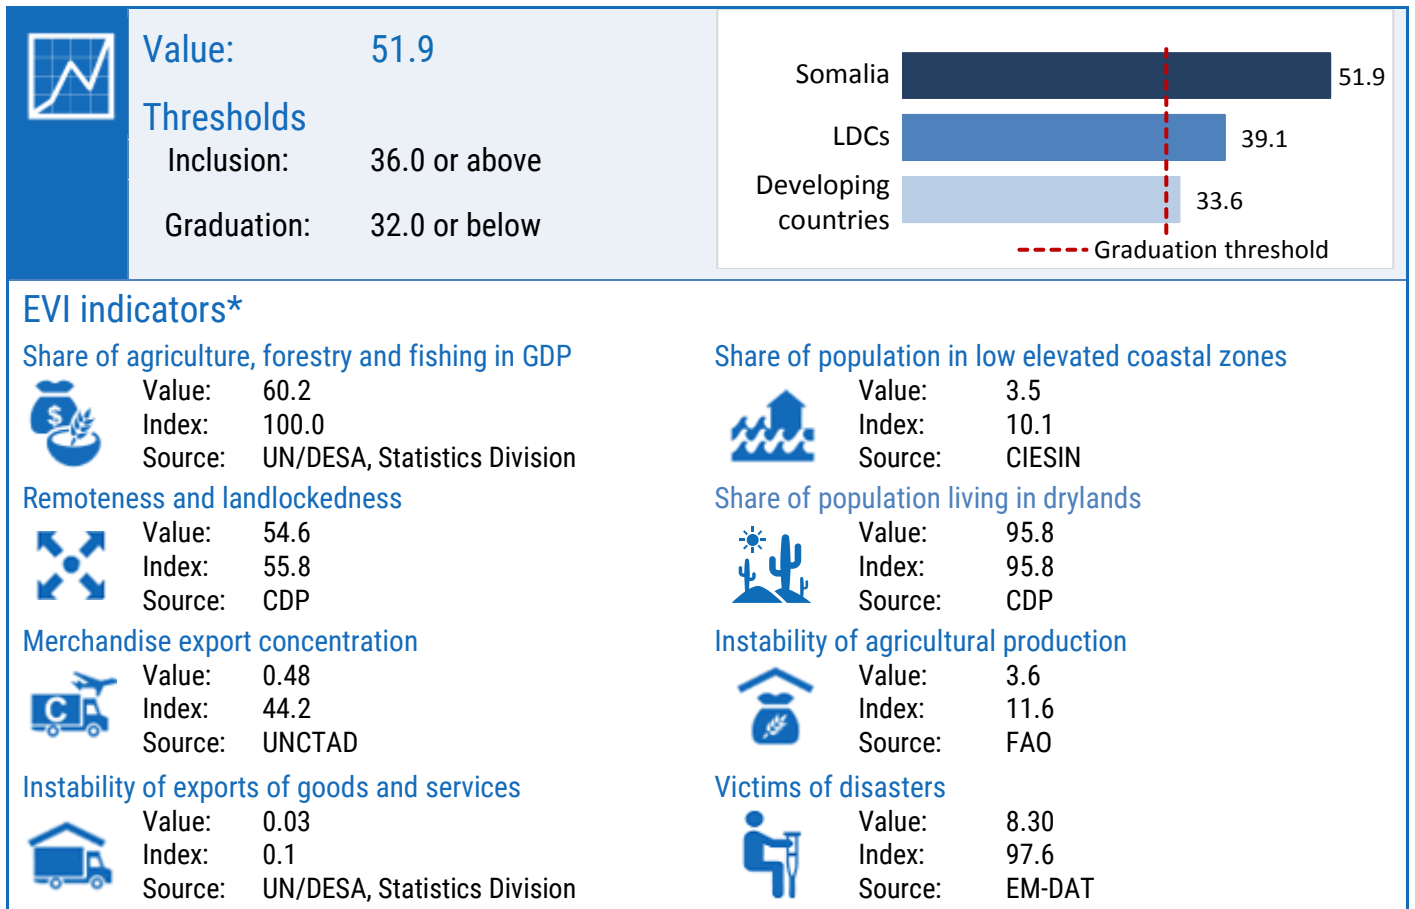 Value: 51.9
Thresholds
Inclusion: 36.0 or above
Graduation: 32.0 or below
Somalia 51.9
LDCs 39.1
Developing
countries 33.6
Graduation threshold
EVI indicators*
Share of agriculture, forestry and fishing in GDP
$
Value: 60.2
Index: 100.0
Source: UN/DESA, Statistics Division
Share of population in low elevated coastal zones
Value: 3.5
Index: 10.1
Source: CIESIN
Remoteness and landlockedness
Value: 54.6
Index: 55.8
Source: CDP
Share of population living in drylands
Value: 95.8
Index: 95.8
Source: CDP
Merchandise export concentration
C
Value: 0.48
Index: 44.2
Source: UNCTAD
Instability of agricultural production
Value: 3.6
Index: 11.6
Source: FAO
Instability of exports of goods and services
Value: 0.03
Index: 0.1
Source: UN/DESA, Statistics Division
Victims of disasters
Value: 8.30
Index: 97.6
Source: EM-DAT